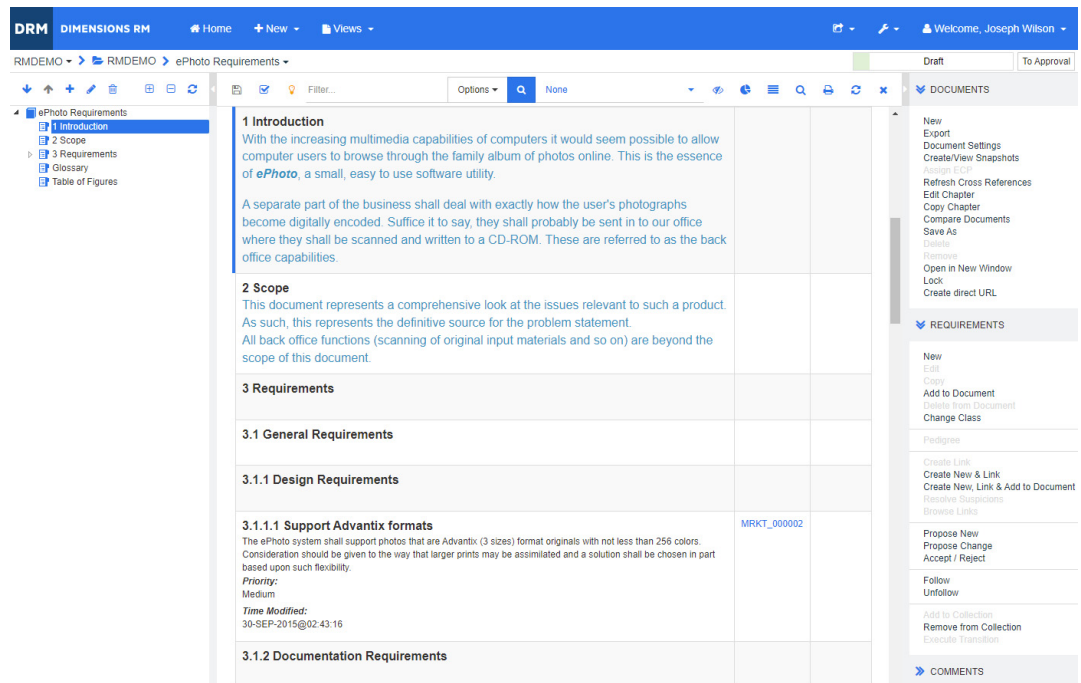 DRM DIMENSIONS RM Home New Views Welcome, Joseph Wilson
RMDEMO RMDEMO ePhoto Requirements Draft To Approval
Filter... Options None
ePhoto Requirements
1 Introduction
2 Scope
3 Requirements
Glossary
Table of Figures
1 Introduction
With the increasing multimedia capabilities of computers it would seem possible to allow
computer users to browse through the family album of photos online. This is the essence
of ePhoto, a small, easy to use software utility.
A separate part of the business shall deal with exactly how the user's photographs
become digitally encoded. Suffice it to say, they shall probably be sent in to our office
where they shall be scanned and written to a CD-ROM. These are referred to as the back
office capabilities.
2 Scope
This document represents a comprehensive look at the issues relevant to such a product.
As such, this represents the definitive source for the problem statement.
All back office functions (scanning of original input materials and so on) are beyond the
scope of this document.
3 Requirements
3.1 General Requirements
3.1.1 Design Requirements
3.1.1.1 Support Advantix formats MRKT_000002
The ePhoto system shall support photos that are Advantix (3 sizes) format originals with not less than 256 colors.
Consideration should be given to the way that larger prints may be assimilated and a solution shall be chosen in part
based upon such flexibility.
Priority:
Medium
Time Modified:
30-SEP-2015@02:43:16
3.1.2 Documentation Requirements
DOCUMENTS
New
Export
Document Settings
Create/View Snapshots
Assign ECP
Refresh Cross References
Edit Chapter
Copy Chapter
Compare Documents
Save As
Delete
Remove
Open in New Window
Lock
Create direct URL
REQUIREMENTS
New
Edit
Copy
Add to Document
Delete from Document
Change Class
Pedigree
Create Link
Create New & Link
Create New, Link & Add to Document
Resolve Suspicions
Browse Links
Propose New
Propose Change
Accept / Reject
Follow
Unfollow
Add to Collection
Remove from Collection
Execute Transition
COMMENTS